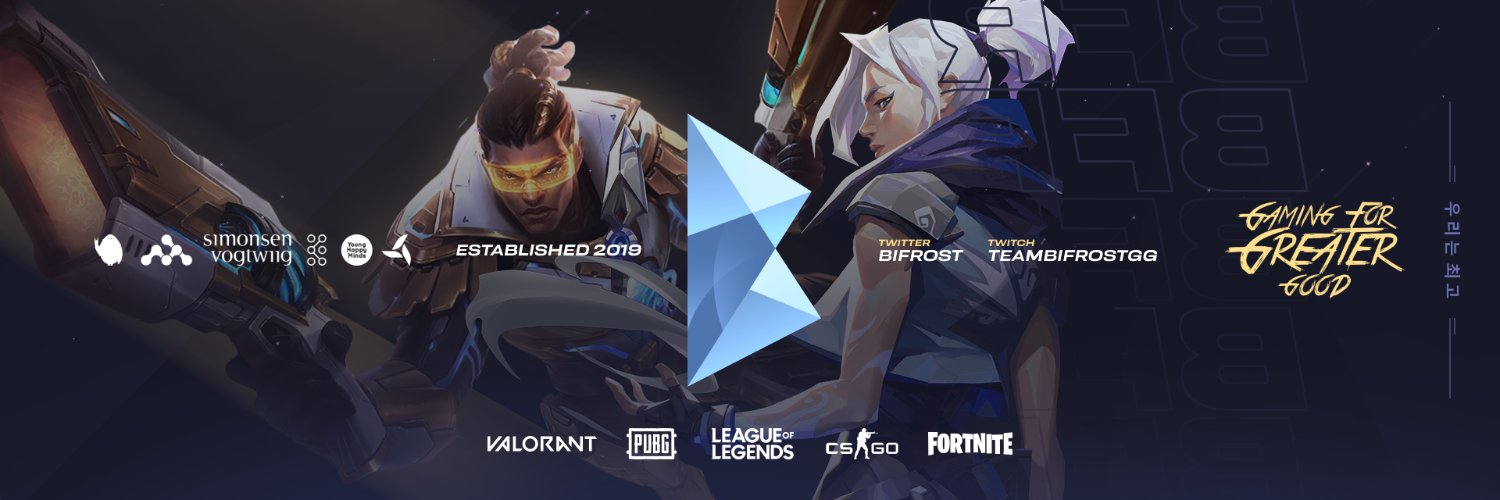 simonsen
vogtwiig
Young
Happy
Minds
ESTABLISHED 2019
TWITTER
BIFROST
TWITCH
TEAMBIFROSTGG
GAMING FOR
GREATER
GOOD
우리는 최고
VALORANT
PUBG
LEAGUE OF
LEGENDS
CS GO
FORTNITE